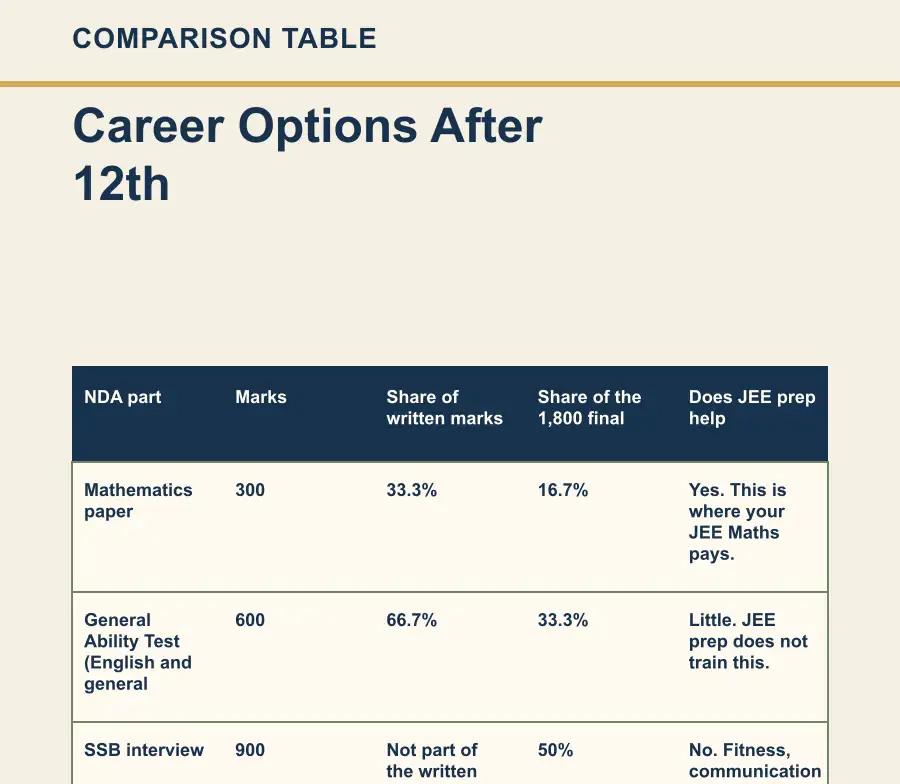 COMPARISON TABLE
Career Options After
12th
NDA part
Marks
Share of
written marks
Share of the
1,800 final
Does JEE prep
help
Mathematics
paper
300
33.3%
16.7%
Yes. This is
where your
JEE Maths
pays.
General
Ability Test
(English and
general
600
66.7%
33.3%
Little. JEE
prep does not
train this.
SSB interview
900
Not part of
the written
50%
No. Fitness,
communication